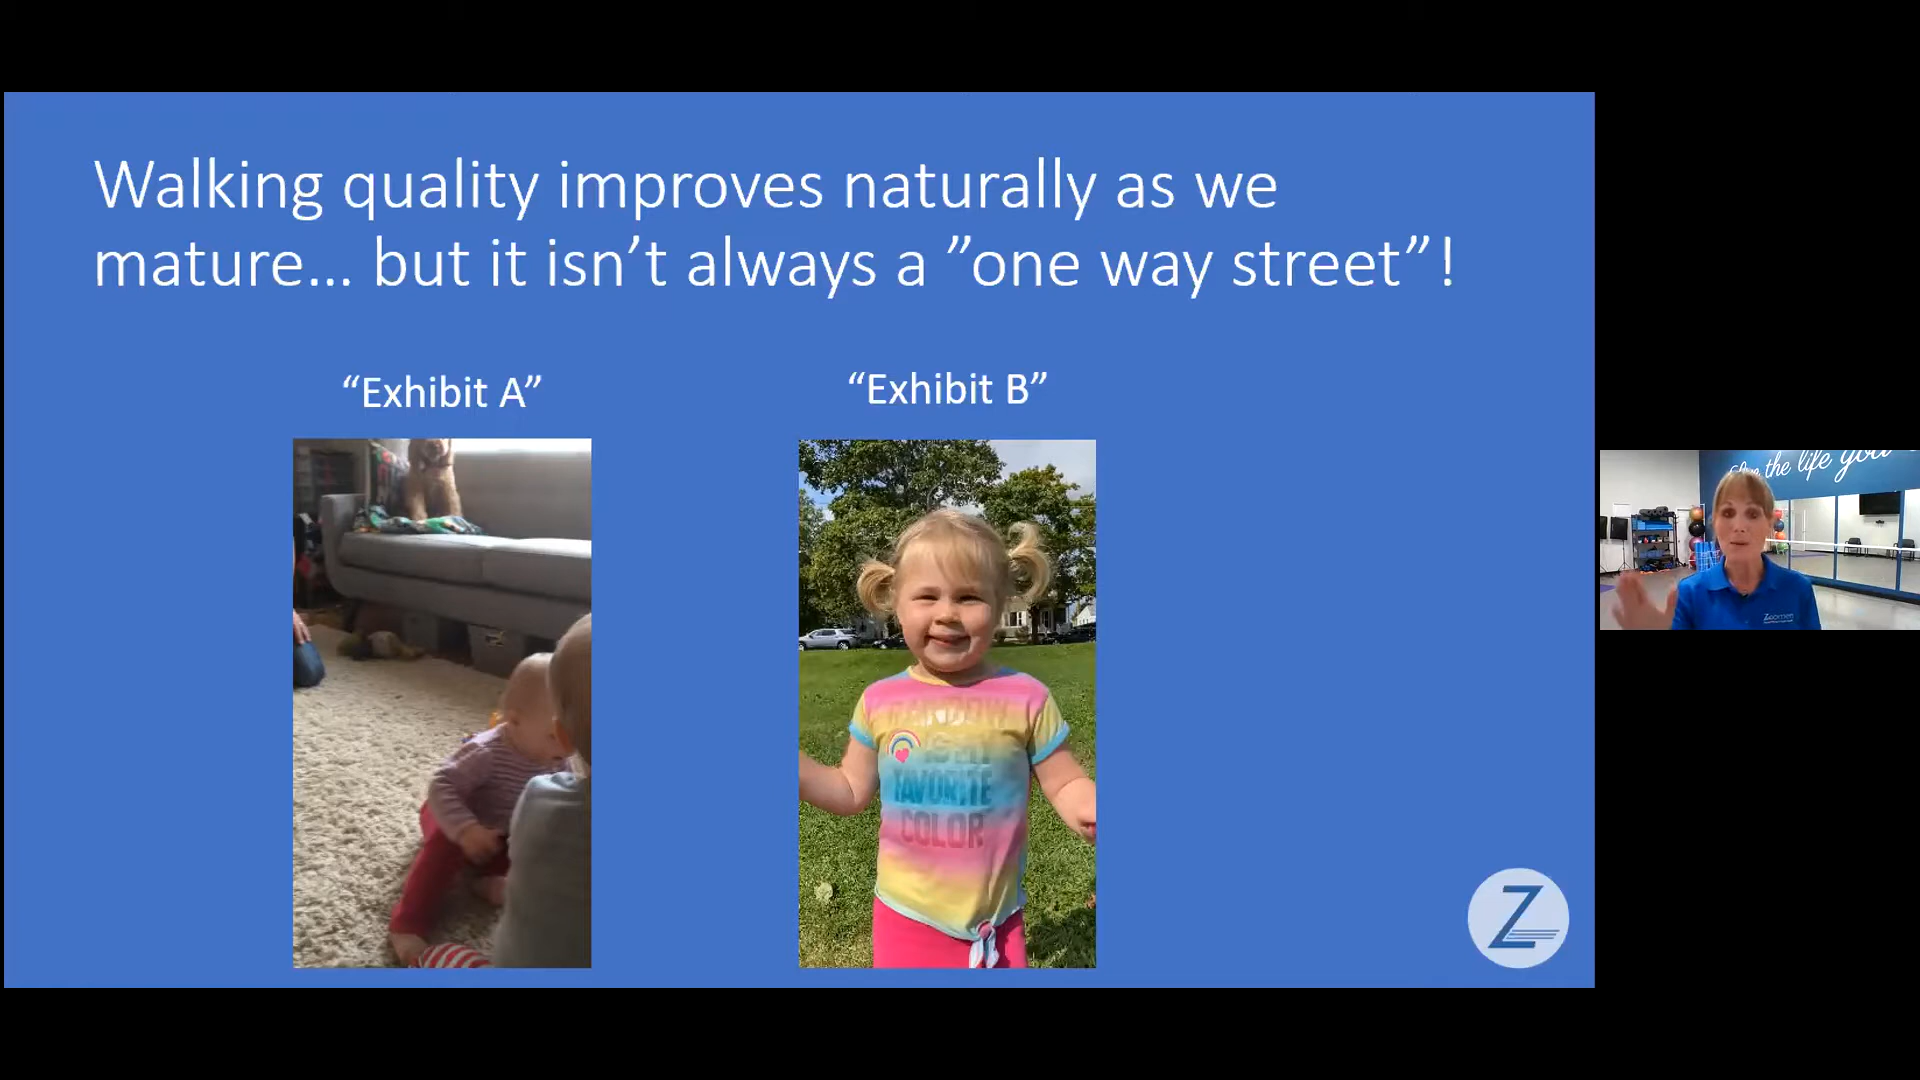 Walking quality improves naturally as we
mature... but it isn’t always a ”one way street”!
“Exhibit A”
“Exhibit B”
RAINBOW
IS MY
FAVORITE
COLOR
Live the life you
Z